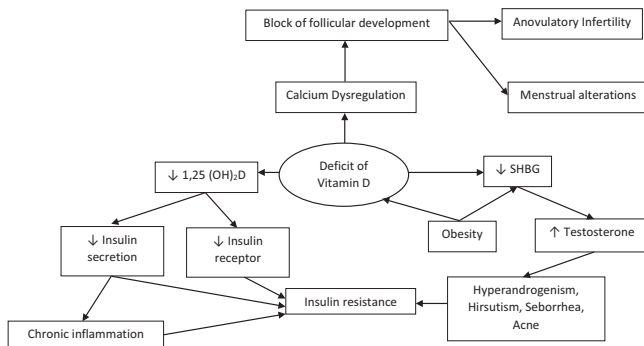 Block of follicular development
Anovulatory Infertility
Calcium Dysregulation
Menstrual alterations
Deficit of
Vitamin D
↓ 1,25 (OH)₂D
↓ SHBG
↓ Insulin
secretion
↓ Insulin
receptor
Obesity
↑ Testosterone
Insulin resistance
Hyperandrogenism,
Hirsutism, Seborrhea,
Acne
Chronic inflammation